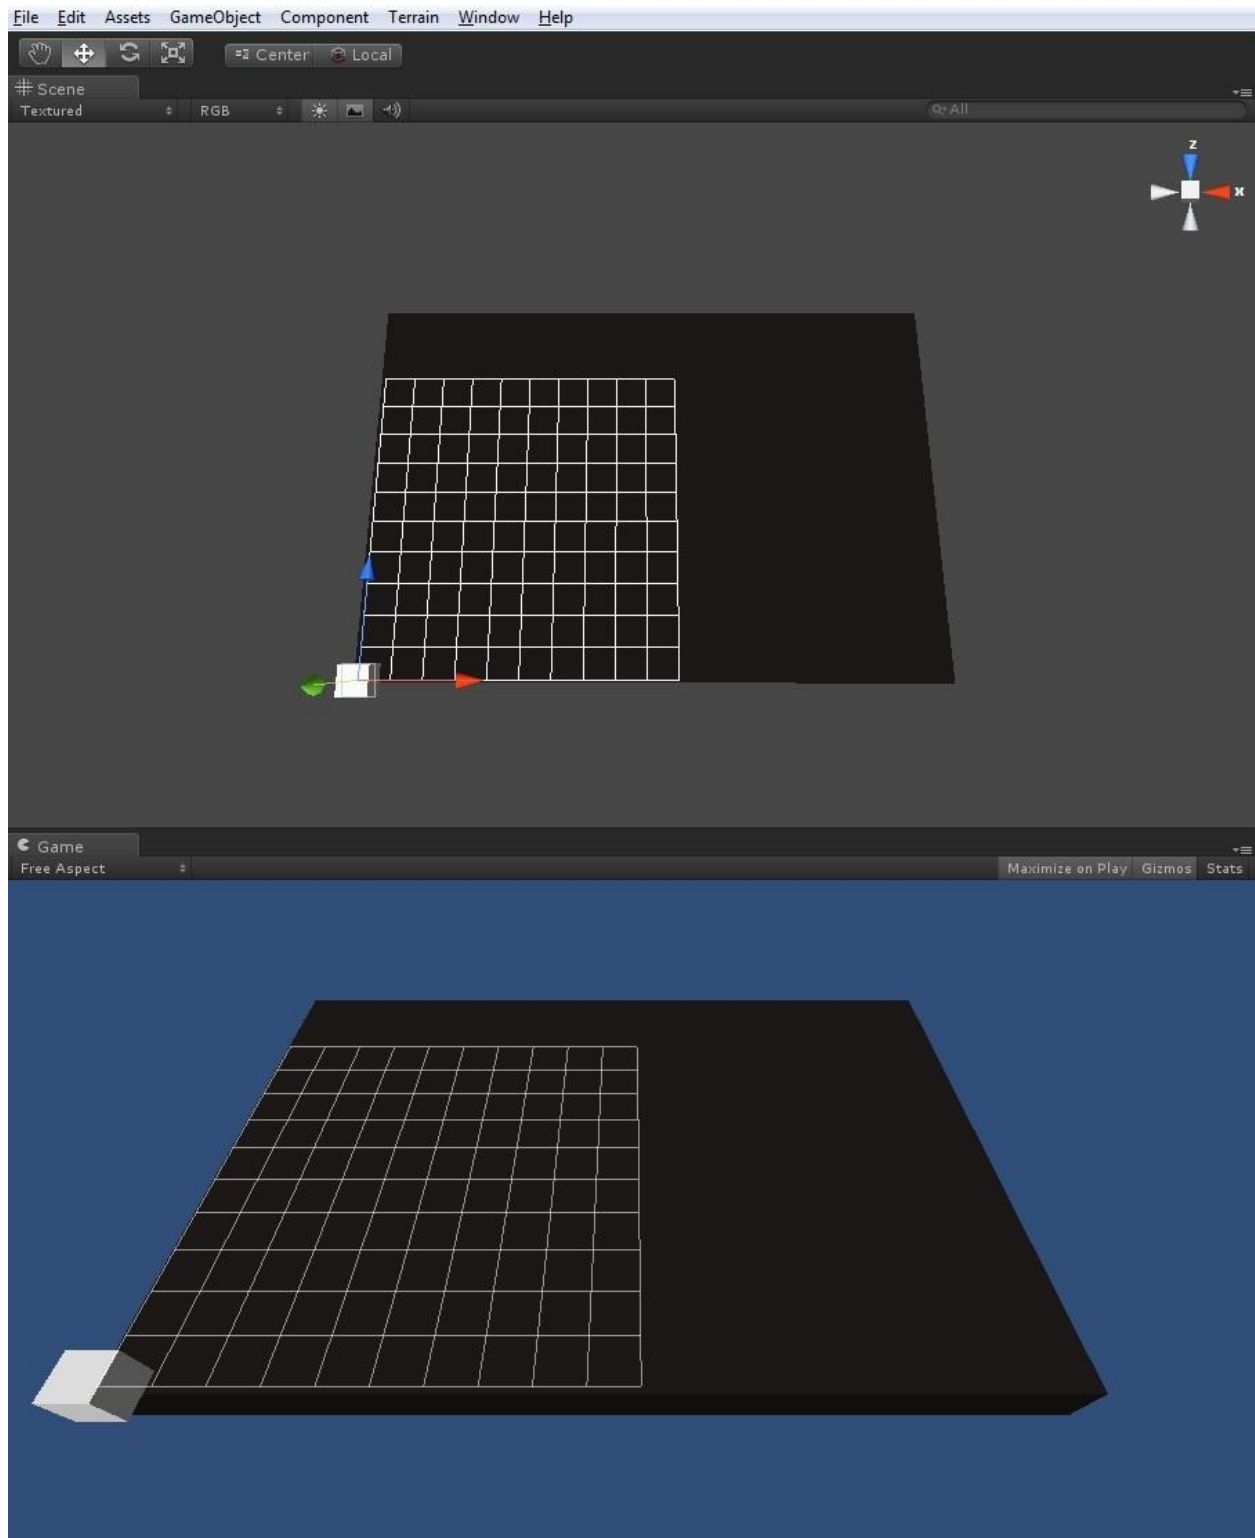 File Edit Assets GameObject Component Terrain Window Help
Center Local
Scene
Textured RGB All
z
x
Game
Free Aspect Maximize on Play Gizmos Stats